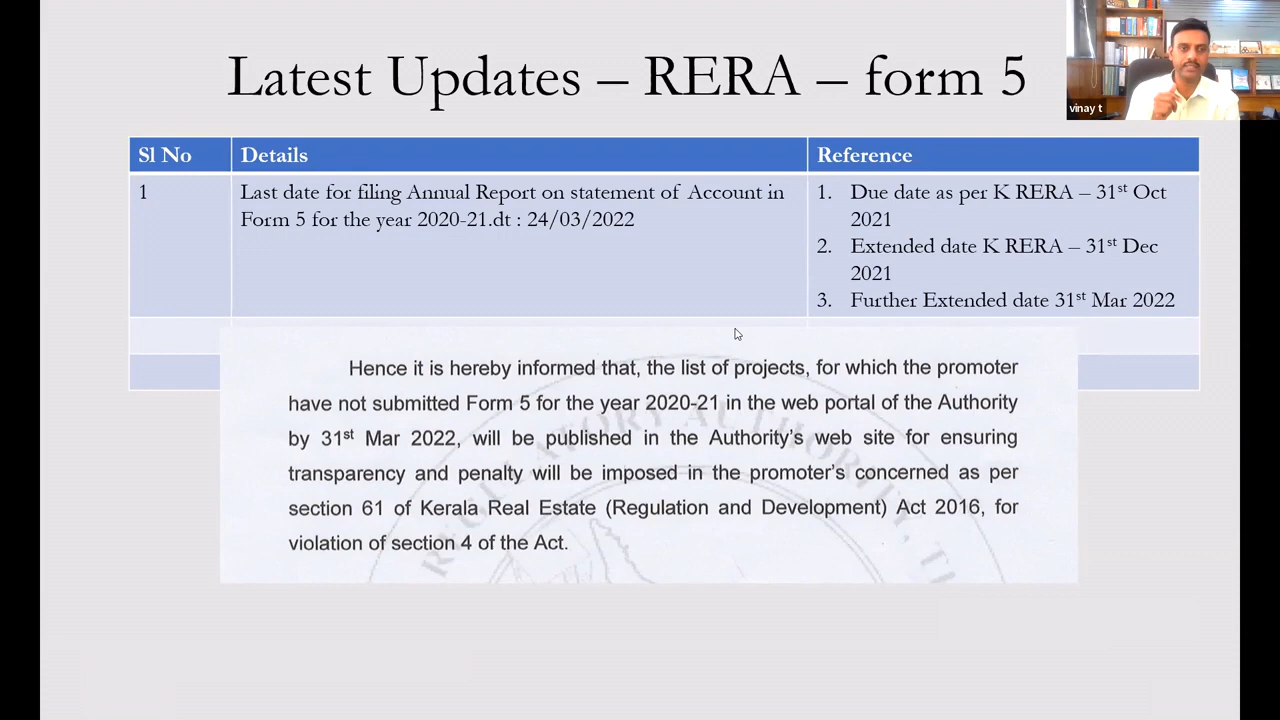 Latest Updates – RERA – form 5
vinay t
Sl No
Details
Reference
1
Last date for filing Annual Report on statement of Account in
Form 5 for the year 2020-21.dt : 24/03/2022
1. Due date as per K RERA – 31st Oct
2021
2. Extended date K RERA – 31st Dec
2021
3. Further Extended date 31st Mar 2022
Hence it is hereby informed that, the list of projects, for which the promoter
have not submitted Form 5 for the year 2020-21 in the web portal of the Authority
by 31st Mar 2022, will be published in the Authority's web site for ensuring
transparency and penalty will be imposed in the promoter's concerned as per
section 61 of Kerala Real Estate (Regulation and Development) Act 2016, for
violation of section 4 of the Act.
REGULATORY AUTHORITY,